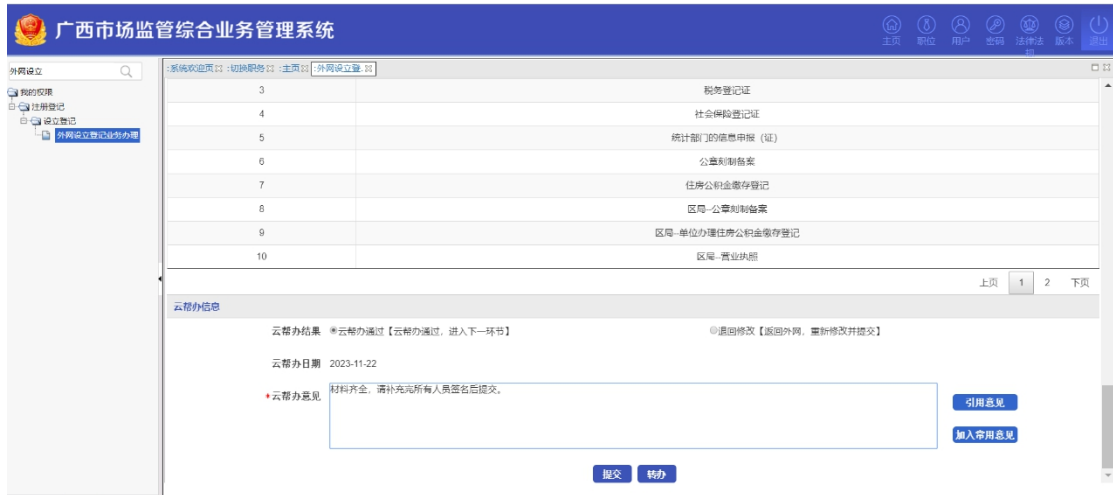 广西市场监管综合业务管理系统
主页 职位 用户 密码 法律法规 版本 退出
外网设立
:系统欢迎页 :切换职务 :主页 :外网设立登.
我的权限
注册登记
设立登记
外网设立登记业务办理
3 税务登记证
4 社会保险登记证
5 统计部门的信息申报（证）
6 公章刻制备案
7 住房公积金缴存登记
8 区局--公章刻制备案
9 区局--单位办理住房公积金缴存登记
10 区局--营业执照
上页 1 2 下页
云帮办信息
云帮办结果 云帮办通过【云帮办通过，进入下一环节】 退回修改【返回外网，重新修改并提交】
云帮办日期 2023-11-22
*云帮办意见 材料齐全，请补充完所有人员签名后提交。
引用意见
加入常用意见
提交 转办